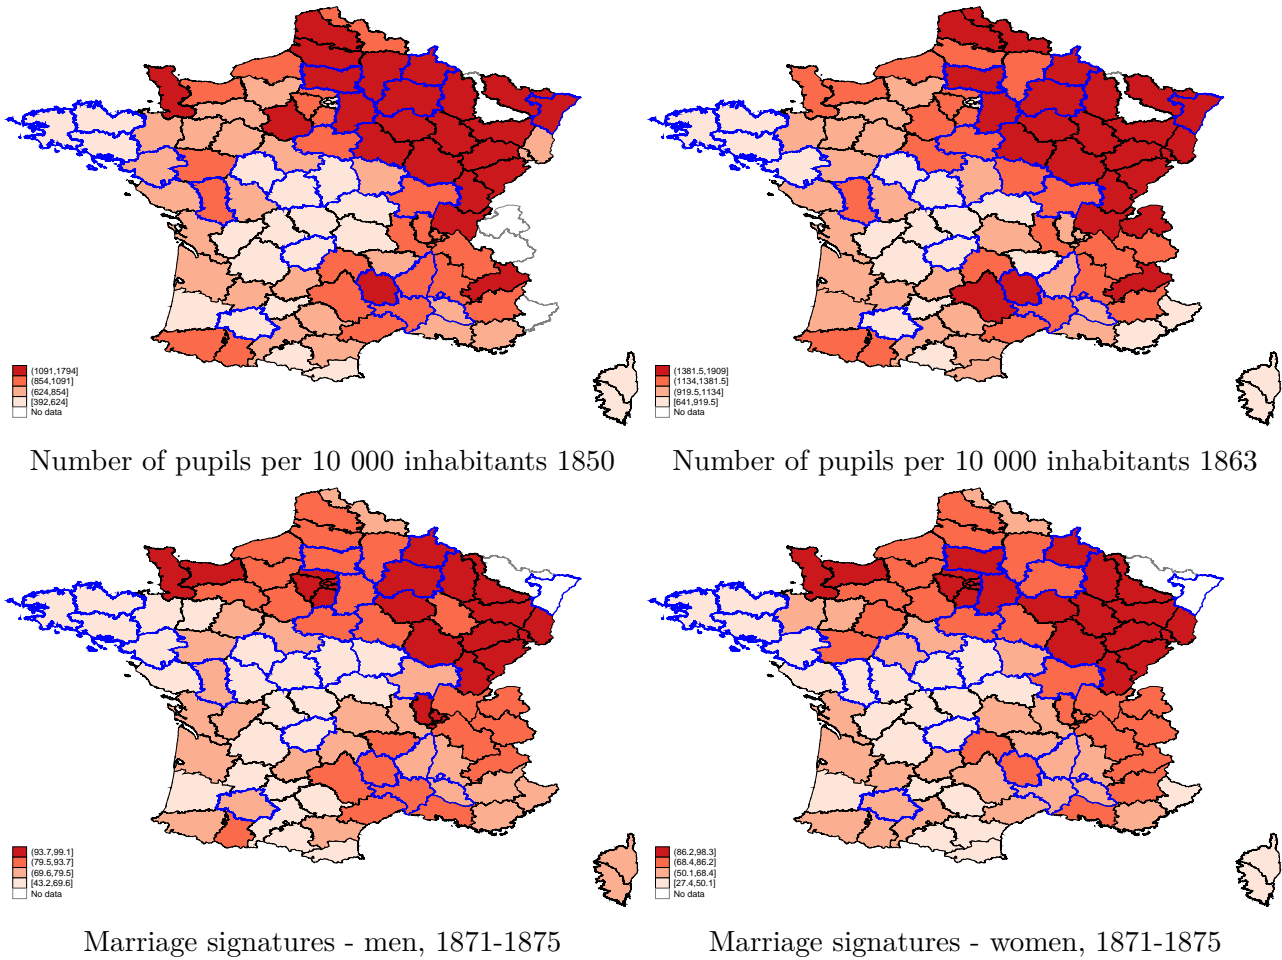 (1091,1794]
(854,1091]
(624,854]
[392,624]
No data
Number of pupils per 10 000 inhabitants 1850
(1381.5,1909]
(1134,1381.5]
(919.5,1134]
[641,919.5]
No data
Number of pupils per 10 000 inhabitants 1863
(93.7,99.1]
(79.5,93.7]
(69.6,79.5]
[43.2,69.6]
No data
Marriage signatures - men, 1871-1875
(86.2,98.3]
(68.4,86.2]
(50.1,68.4]
[27.4,50.1]
No data
Marriage signatures - women, 1871-1875